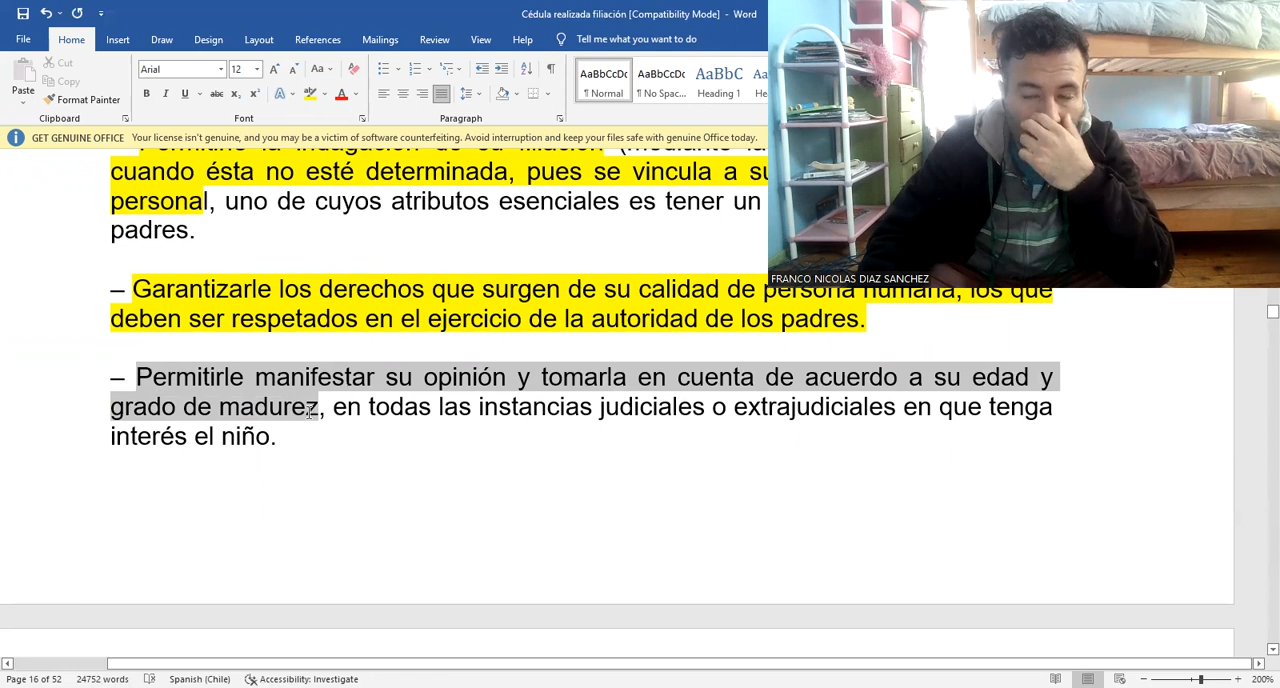 Cédula realizada filiación [Compatibility Mode] - Word
File Home Insert Draw Design Layout References Mailings Review View Help Tell me what you want to do
Paste
Cut
Copy
Format Painter
Clipboard
Arial 12
Font
Paragraph
AaBbCcDc AaBbCcDc AaBbC
¶ Normal ¶ No Spac... Heading 1
GET GENUINE OFFICE Your license isn't genuine, and you may be a victim of software counterfeiting. Avoid interruption and keep your files safe with genuine Office today.
cuando ésta no esté determinada, pues se vincula a su
personal, uno de cuyos atributos esenciales es tener un
padres.
FRANCO NICOLAS DIAZ SANCHEZ
– Garantizarle los derechos que surgen de su calidad de persona humana, los que
deben ser respetados en el ejercicio de la autoridad de los padres.
– Permitirle manifestar su opinión y tomarla en cuenta de acuerdo a su edad y
grado de madurez, en todas las instancias judiciales o extrajudiciales en que tenga
interés el niño.
Page 16 of 52 24752 words Spanish (Chile) Accessibility: Investigate 200%